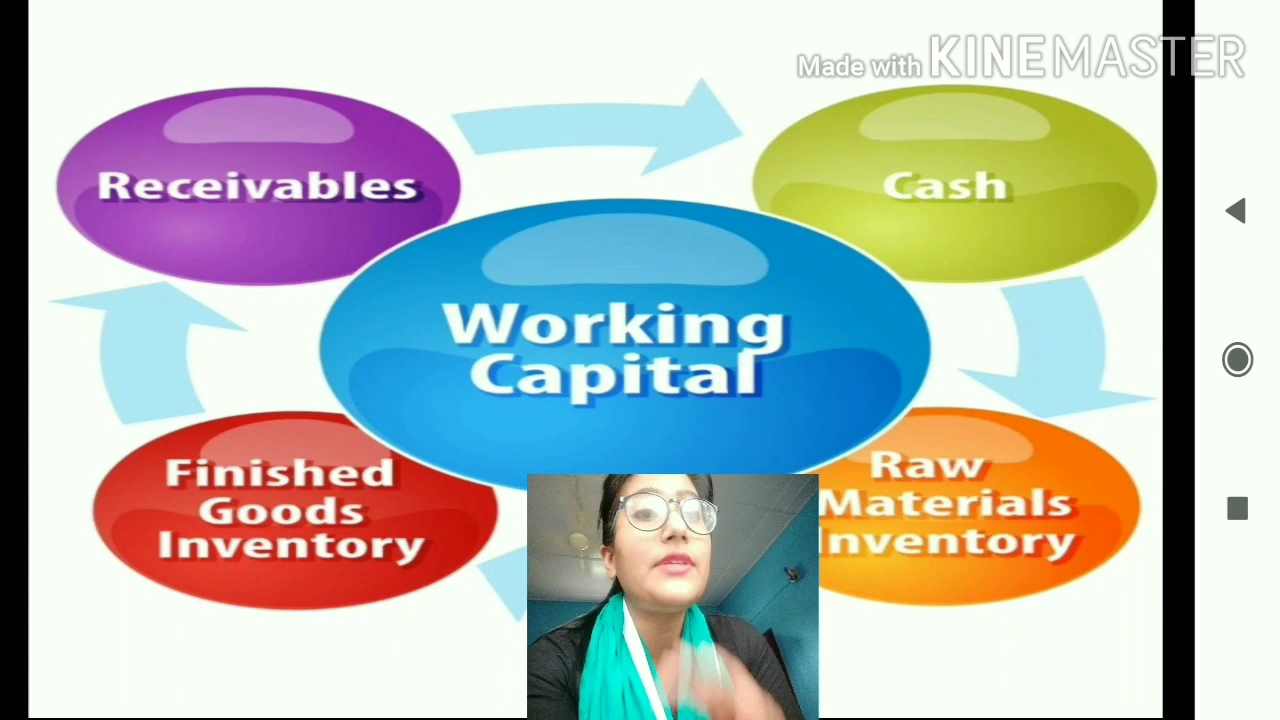 Made with KINEMASTER
Receivables
Cash
Working
Capital
Finished
Goods
Inventory
Raw
Materials
Inventory